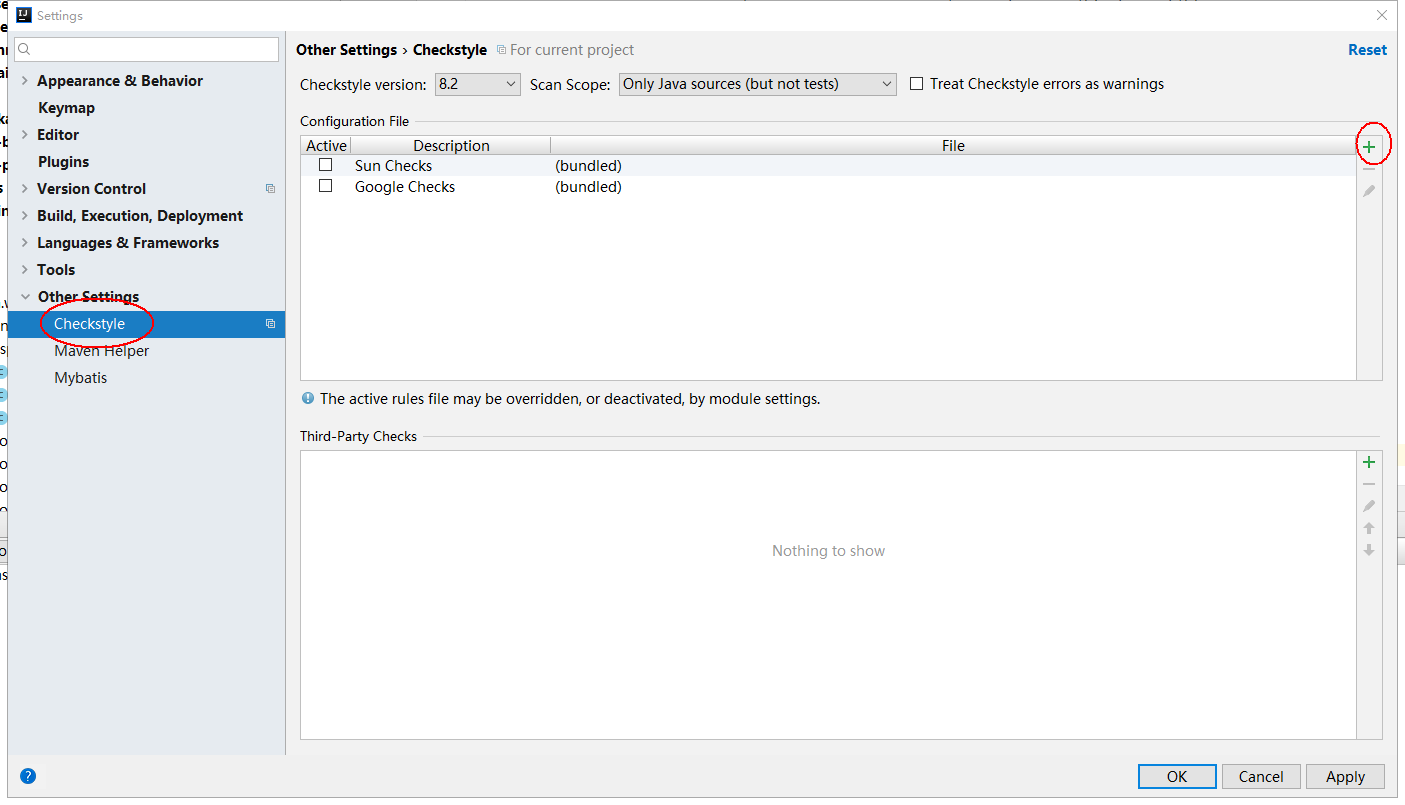 Settings
Other Settings › Checkstyle For current project Reset
Appearance & Behavior
Keymap
Editor
Plugins
Version Control
Build, Execution, Deployment
Languages & Frameworks
Tools
Other Settings
Checkstyle
Maven Helper
Mybatis
Checkstyle version: 8.2 Scan Scope: Only Java sources (but not tests) Treat Checkstyle errors as warnings
Configuration File
Active Description File
Sun Checks (bundled)
Google Checks (bundled)
The active rules file may be overridden, or deactivated, by module settings.
Third-Party Checks
Nothing to show
OK Cancel Apply